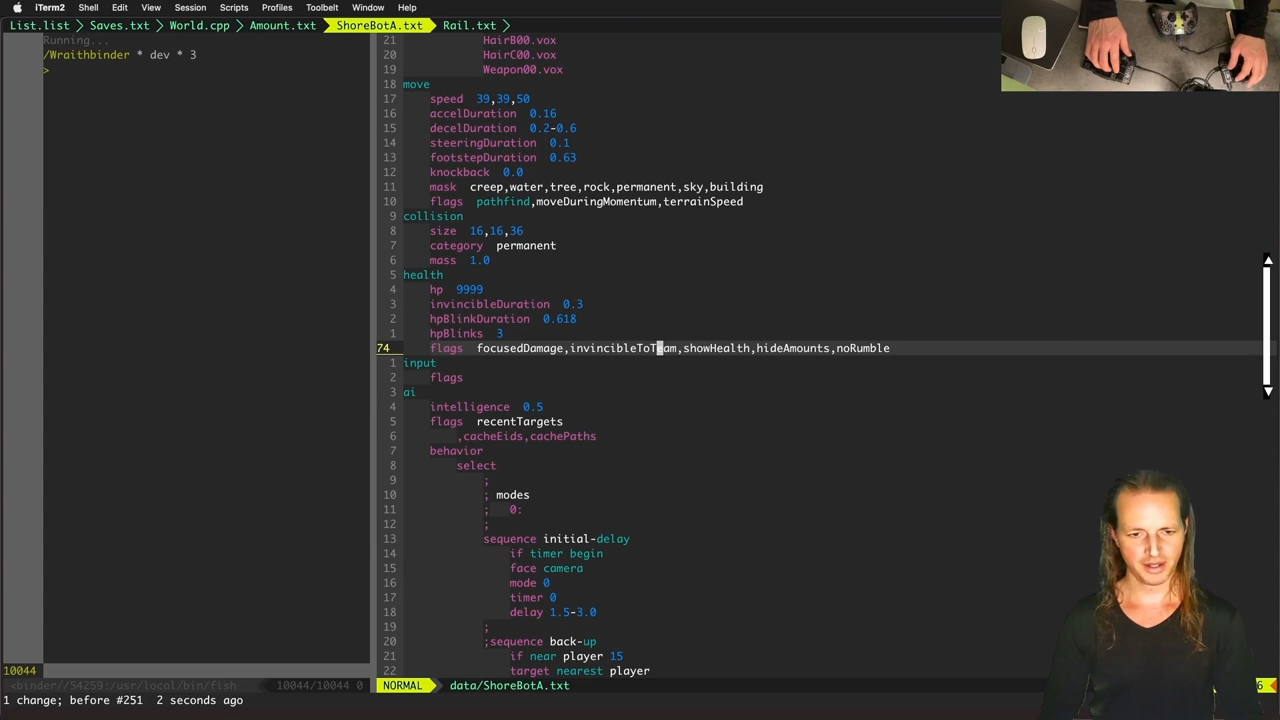 iTerm2 Shell Edit View Session Scripts Profiles Toolbelt Window Help
List.list Saves.txt World.cpp Amount.txt ShoreBotA.txt Rail.txt
Running...
/Wraithbinder * dev * 3
>
21 HairB00.vox
20 HairC00.vox
19 Weapon00.vox
18 move
17 speed 39,39,50
16 accelDuration 0.16
15 decelDuration 0.2-0.6
14 steeringDuration 0.1
13 footstepDuration 0.63
12 knockback 0.0
11 mask creep,water,tree,rock,permanent,sky,building
10 flags pathfind,moveDuringMomentum,terrainSpeed
9 collision
8 size 16,16,36
7 category permanent
6 mass 1.0
5 health
4 hp 9999
3 invincibleDuration 0.3
2 hpBlinkDuration 0.618
1 hpBlinks 3
74 flags focusedDamage,invincibleToTeam,showHealth,hideAmounts,noRumble
1 input
2 flags
3 ai
4 intelligence 0.5
5 flags recentTargets
6 ,cacheEids,cachePaths
7 behavior
8 select
9 ;
10 ; modes
11 ; 0:
12 ;
13 sequence initial-delay
14 if timer begin
15 face camera
16 mode 0
17 timer 0
18 delay 1.5-3.0
19 ;
20 ;sequence back-up
21 if near player 15
22 target nearest player
10044
<binder//54259:/usr/local/bin/fish 10044/10044 0
NORMAL data/ShoreBotA.txt 6
1 change; before #251 2 seconds ago